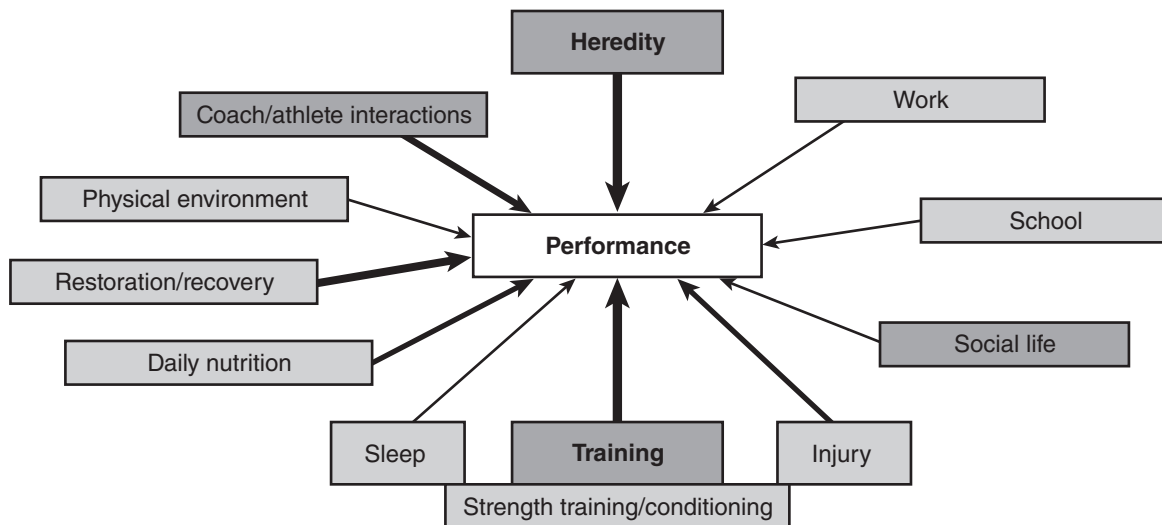 Heredity
Work
Coach/athlete interactions
Physical environment
School
Performance
Restoration/recovery
Social life
Daily nutrition
Sleep
Training
Injury
Strength training/conditioning